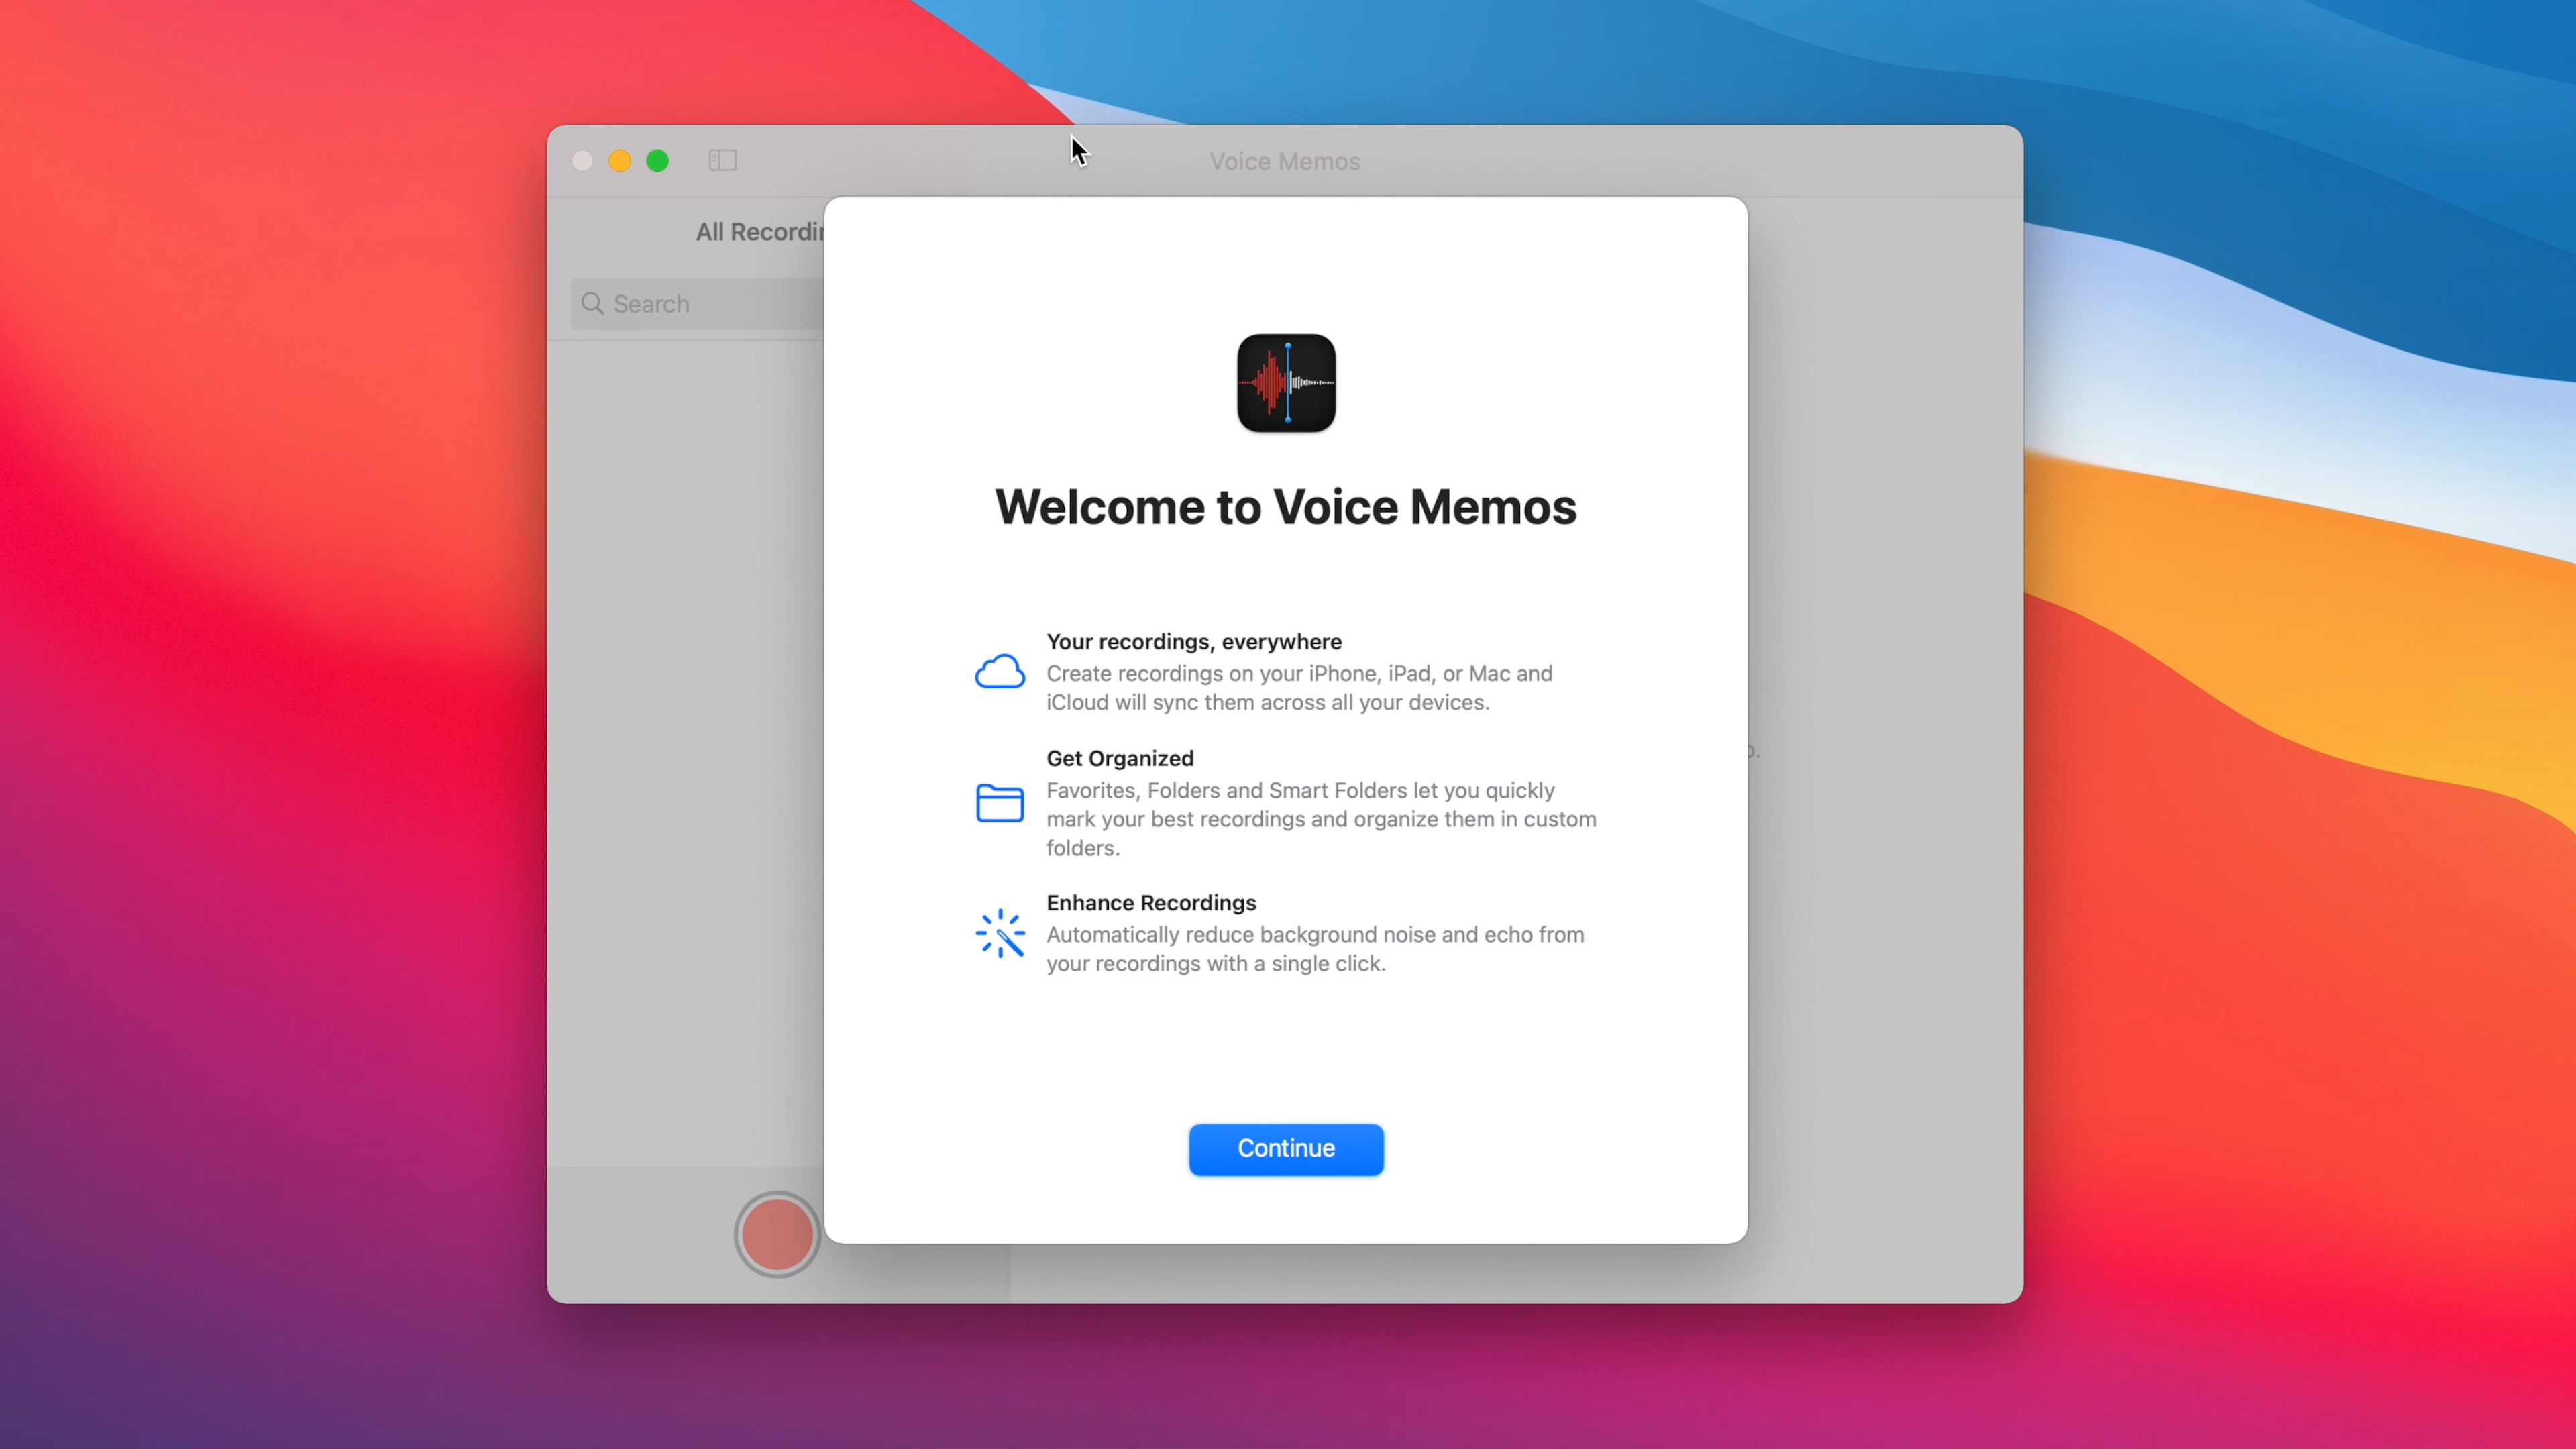 Voice Memos
All Recordin
Search
Welcome to Voice Memos
Your recordings, everywhere
Create recordings on your iPhone, iPad, or Mac and
iCloud will sync them across all your devices.
Get Organized
Favorites, Folders and Smart Folders let you quickly
mark your best recordings and organize them in custom
folders.
Enhance Recordings
Automatically reduce background noise and echo from
your recordings with a single click.
Continue